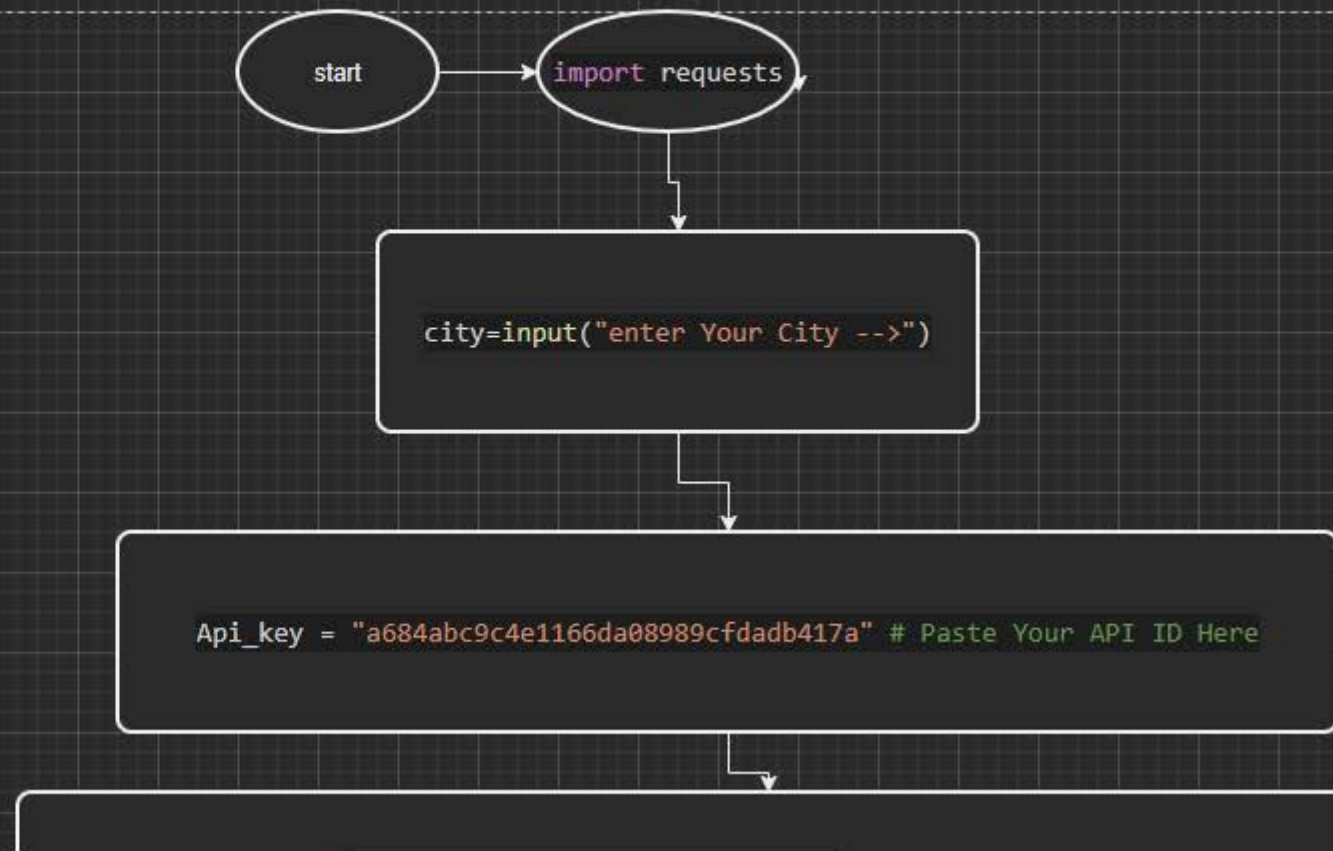 start
import requests
city=input("enter Your City -->")
Api_key = "a684abc9c4e1166da08989cfdadb417a" # Paste Your API ID Here